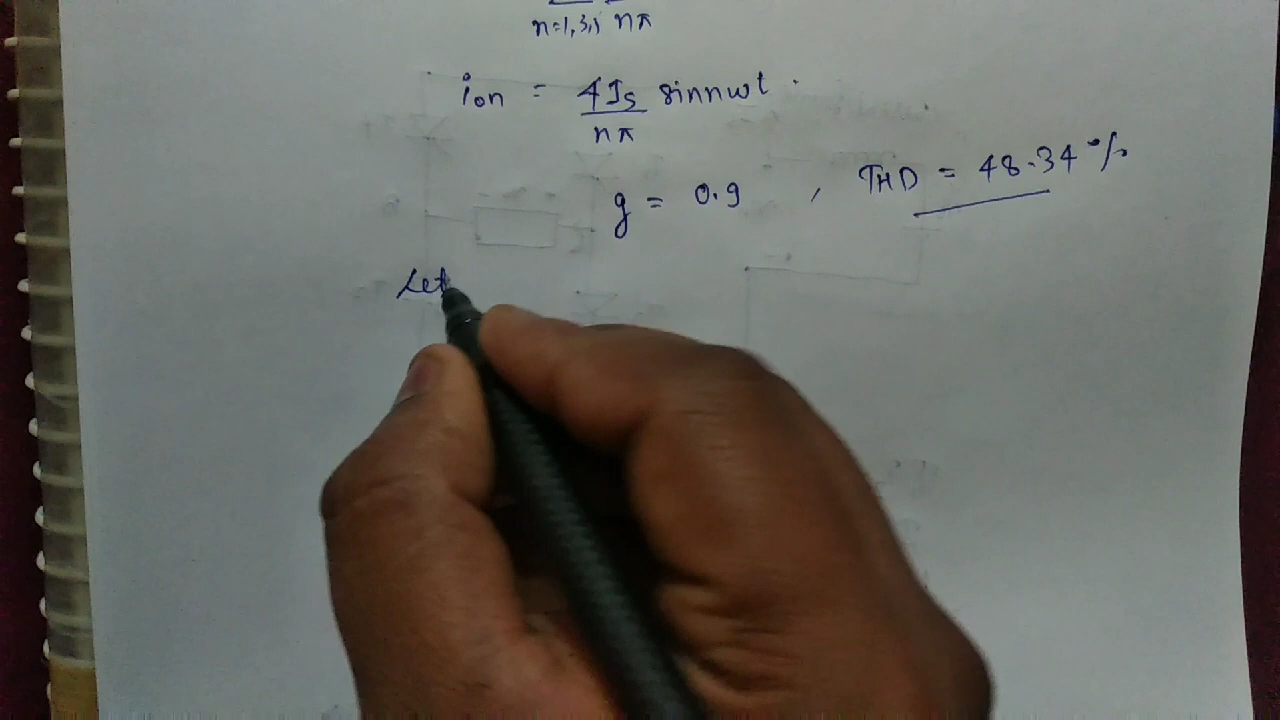 n=1,3,5 nπ
ion = 4Is sinnωt.
nπ
g = 0.9 , THD = 48.34%
Let